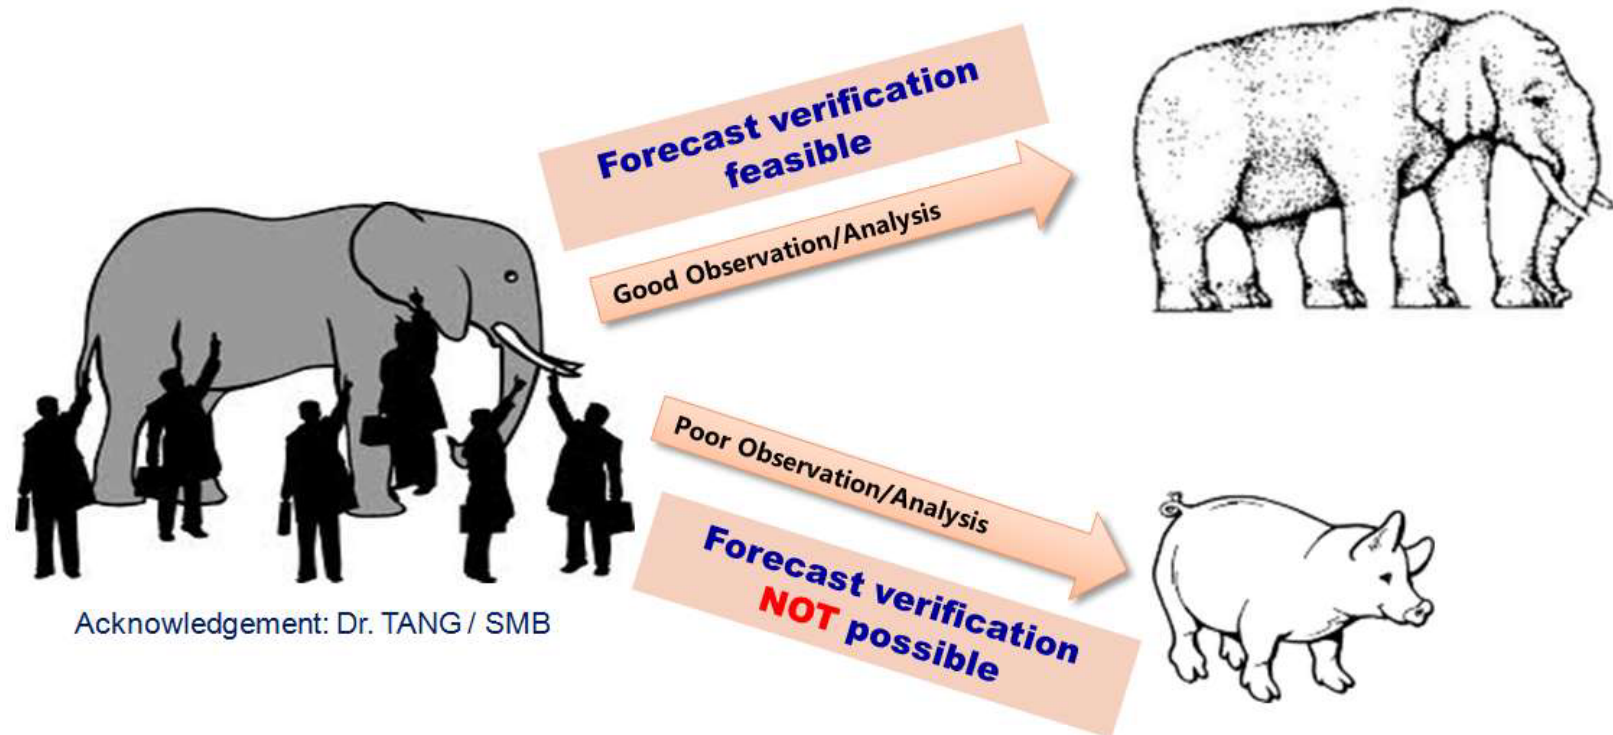 Forecast verification
feasible
Good Observation/Analysis
Poor Observation/Analysis
Forecast verification
NOT possible
Acknowledgement: Dr. TANG / SMB